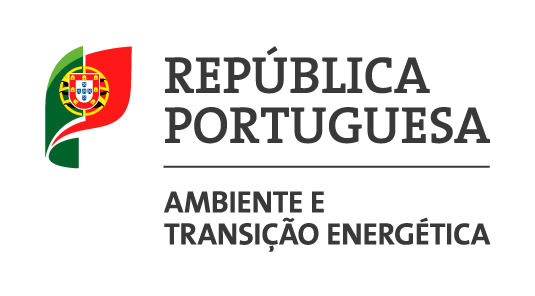 REPÚBLICA
PORTUGUESA
AMBIENTE E
TRANSIÇÃO ENERGÉTICA